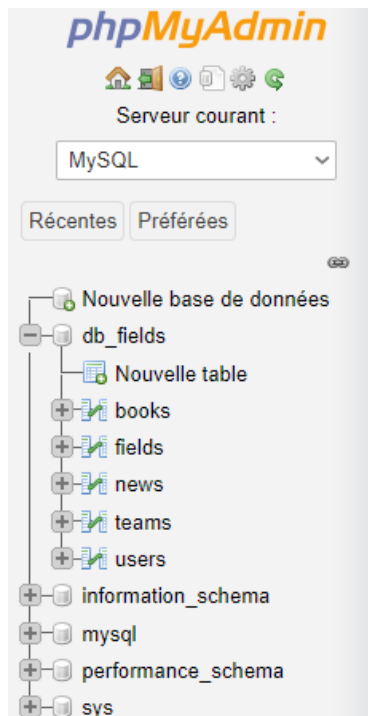 phpMyAdmin
Serveur courant :
MySQL
Récentes Préférées
Nouvelle base de données
db_fields
Nouvelle table
books
fields
news
teams
users
information_schema
mysql
performance_schema
sys